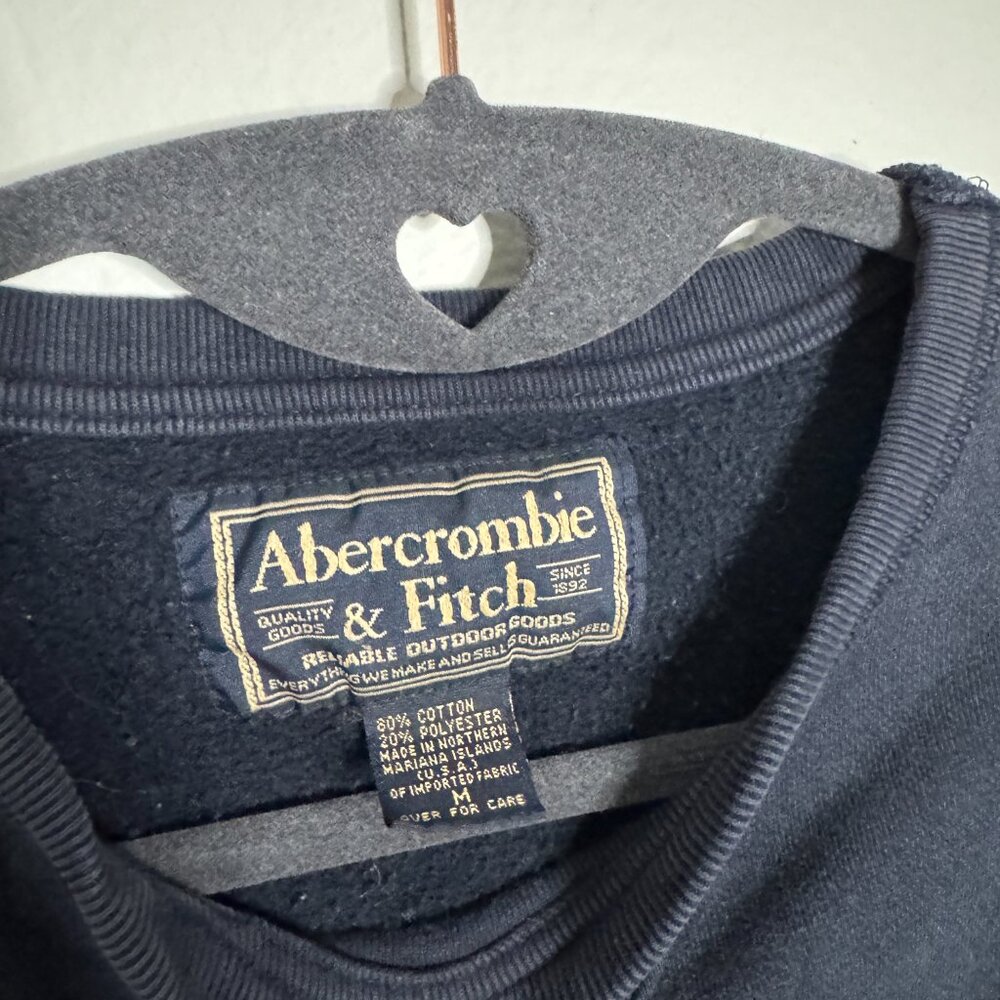 Abercrombie
& Fitch
QUALITY
GOODS
SINCE
1892
RELIABLE OUTDOOR GOODS
EVERYTHING WE MAKE AND SELL IS GUARANTEED
80% COTTON
20% POLYESTER
MADE IN NORTHERN
MARIANA ISLANDS
(U.S.A.)
OF IMPORTED FABRIC
M
OVER FOR CARE